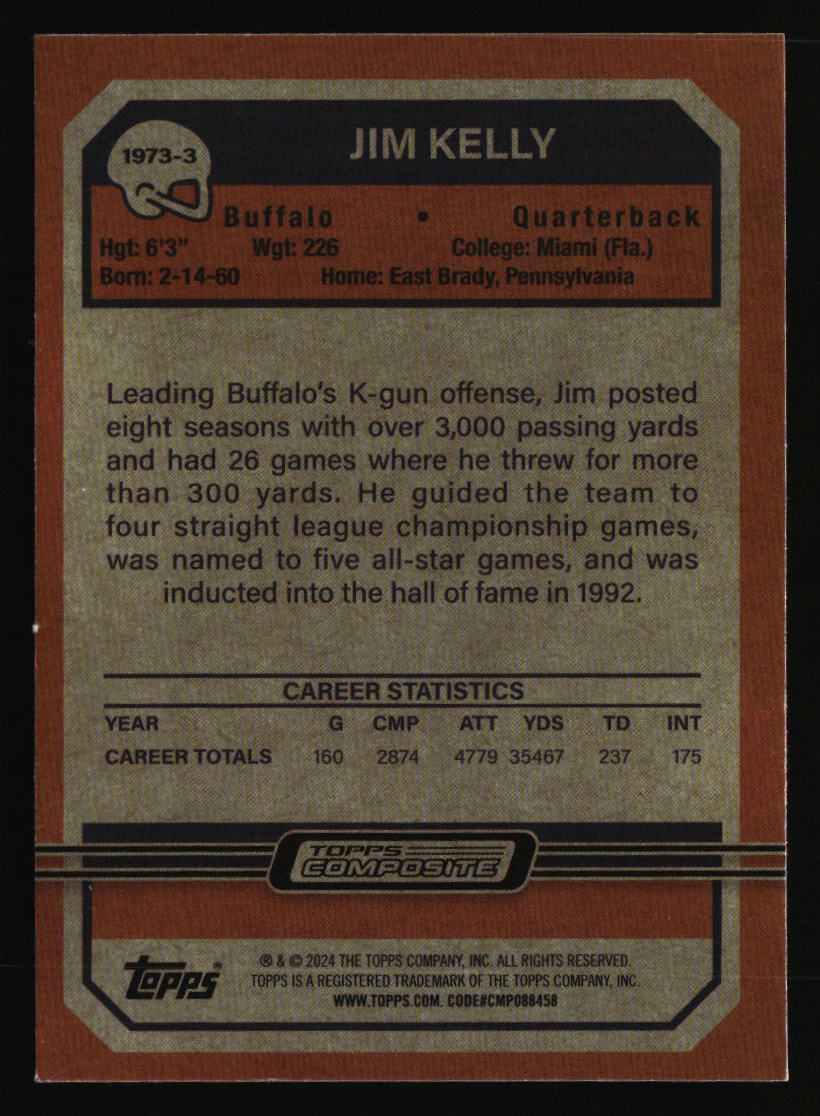 1973-3
JIM KELLY
Buffalo • Quarterback
Hgt: 6'3" Wgt: 226 College: Miami (Fla.)
Born: 2-14-60 Home: East Brady, Pennsylvania
Leading Buffalo's K-gun offense, Jim posted
eight seasons with over 3,000 passing yards
and had 26 games where he threw for more
than 300 yards. He guided the team to
four straight league championship games,
was named to five all-star games, and was
inducted into the hall of fame in 1992.
CAREER STATISTICS
YEAR G CMP ATT YDS TD INT
CAREER TOTALS 160 2874 4779 35467 237 175
TOPPS
COMPOSITE
topps®
® & © 2024 THE TOPPS COMPANY, INC. ALL RIGHTS RESERVED.
TOPPS IS A REGISTERED TRADEMARK OF THE TOPPS COMPANY, INC.
WWW.TOPPS.COM. CODE#CMP088458